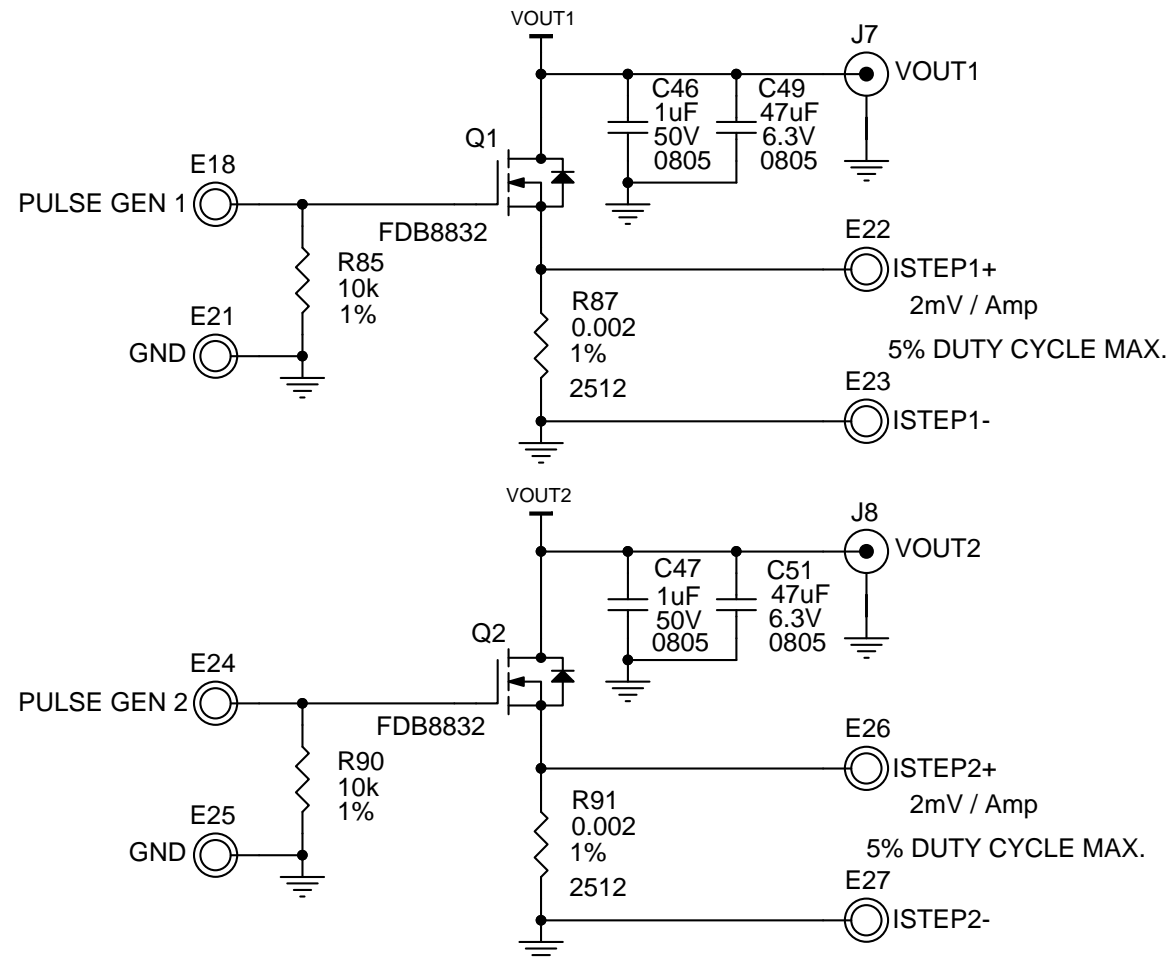 VOUT1
J7
VOUT1
C46
1uF
50V
0805
C49
47uF
6.3V
0805
Q1
E18
PULSE GEN 1
FDB8832
E22
ISTEP1+
2mV / Amp
R85
10k
1%
R87
0.002
1%
2512
E21
GND
5% DUTY CYCLE MAX.
E23
ISTEP1-
VOUT2
J8
VOUT2
C47
1uF
50V
0805
C51
47uF
6.3V
0805
Q2
E24
PULSE GEN 2
FDB8832
E26
ISTEP2+
2mV / Amp
R90
10k
1%
R91
0.002
1%
2512
E25
GND
5% DUTY CYCLE MAX.
E27
ISTEP2-